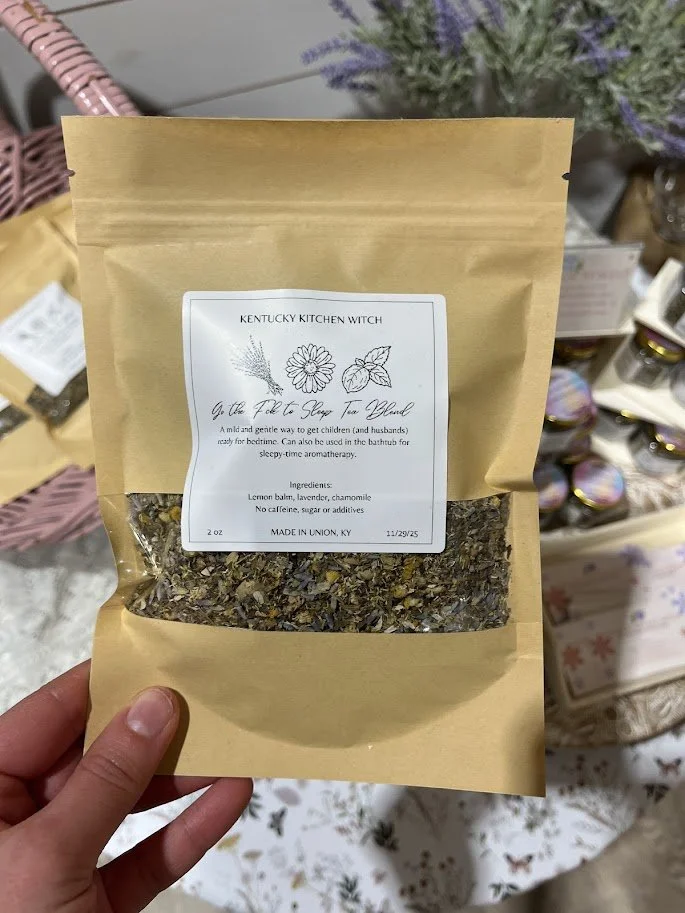 KENTUCKY KITCHEN WITCH
Go the Fck to Sleep Tea Blend
A mild and gentle way to get children (and husbands)
ready for bedtime. Can also be used in the bathtub for
sleepy-time aromatherapy.
Ingredients:
Lemon balm, lavender, chamomile
No caffeine, sugar or additives
2 oz MADE IN UNION, KY 11/29/25